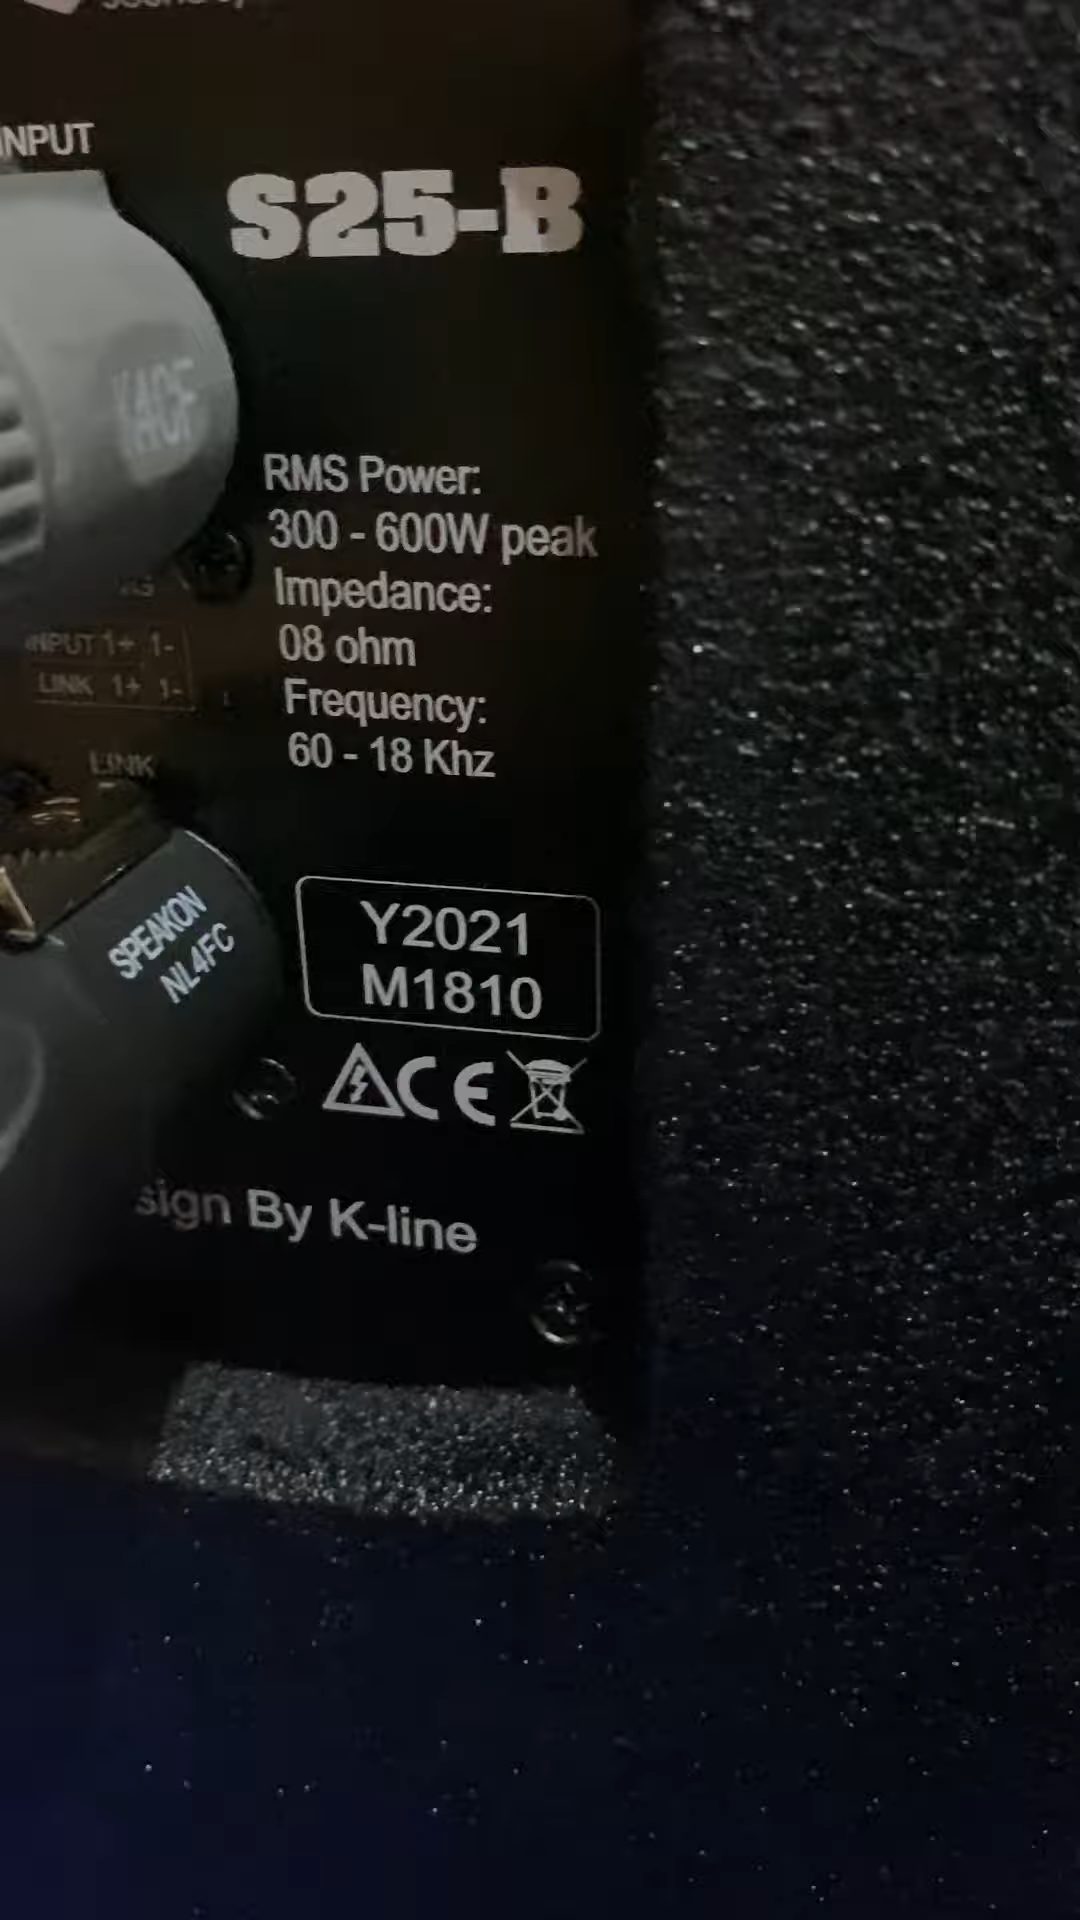 INPUT
S25-B
RMS Power:
300 - 600W peak
Impedance:
08 ohm
Frequency:
60 - 18 Khz
INPUT 1+ 1-
LINK 1+ 1-
LINK
SPEAKON
NL4FC
Y2021
M1810
CE
sign By K-line